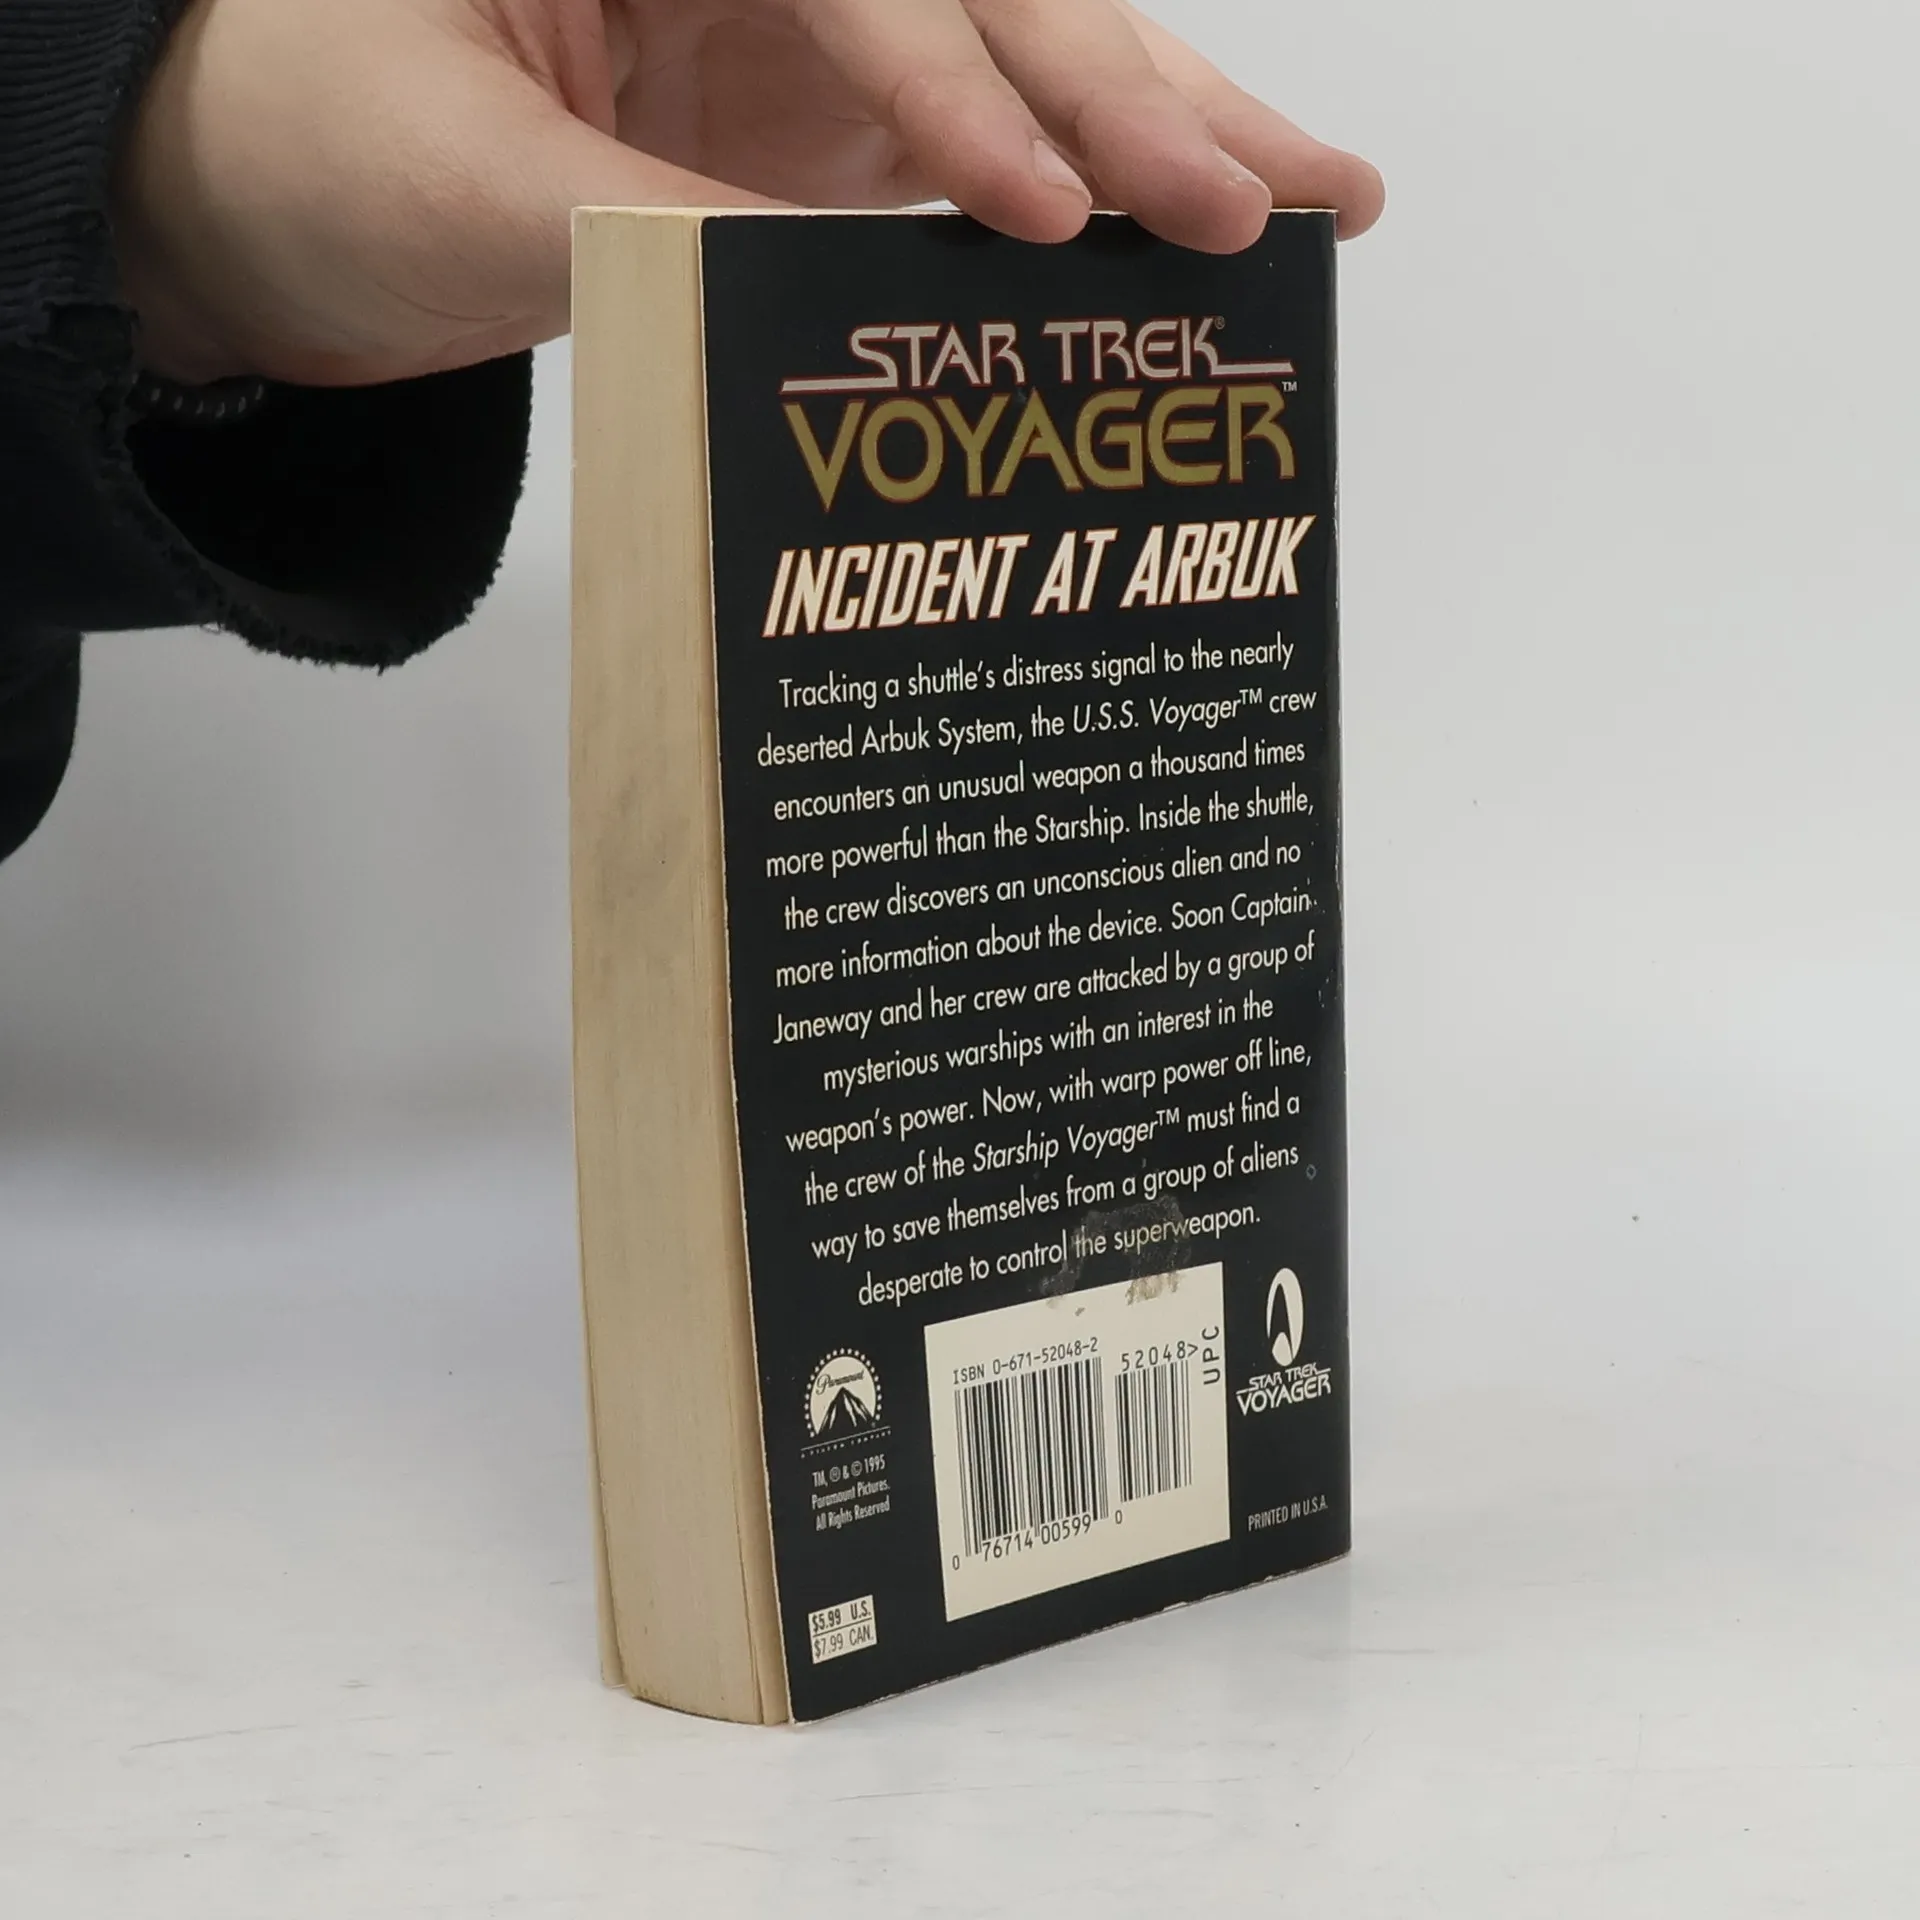 STAR TREK®
VOYAGER™
INCIDENT AT ARBUK
Tracking a shuttle's distress signal to the nearly
deserted Arbuk System, the U.S.S. Voyager™ crew
encounters an unusual weapon a thousand times
more powerful than the Starship. Inside the shuttle,
the crew discovers an unconscious alien and no
more information about the device. Soon Captain
Janeway and her crew are attacked by a group of
mysterious warships with an interest in the
weapon's power. Now, with warp power off line,
the crew of the Starship Voyager™ must find a
way to save themselves from a group of aliens
desperate to control the superweapon.
Paramount
A VIACOM COMPANY
TM, ® & © 1995
Paramount Pictures.
All Rights Reserved
$5.99 U.S.
$7.99 CAN.
ISBN 0-671-52048-2
52048>
UPC
0 76714 00599 0
STAR TREK
VOYAGER
PRINTED IN U.S.A.